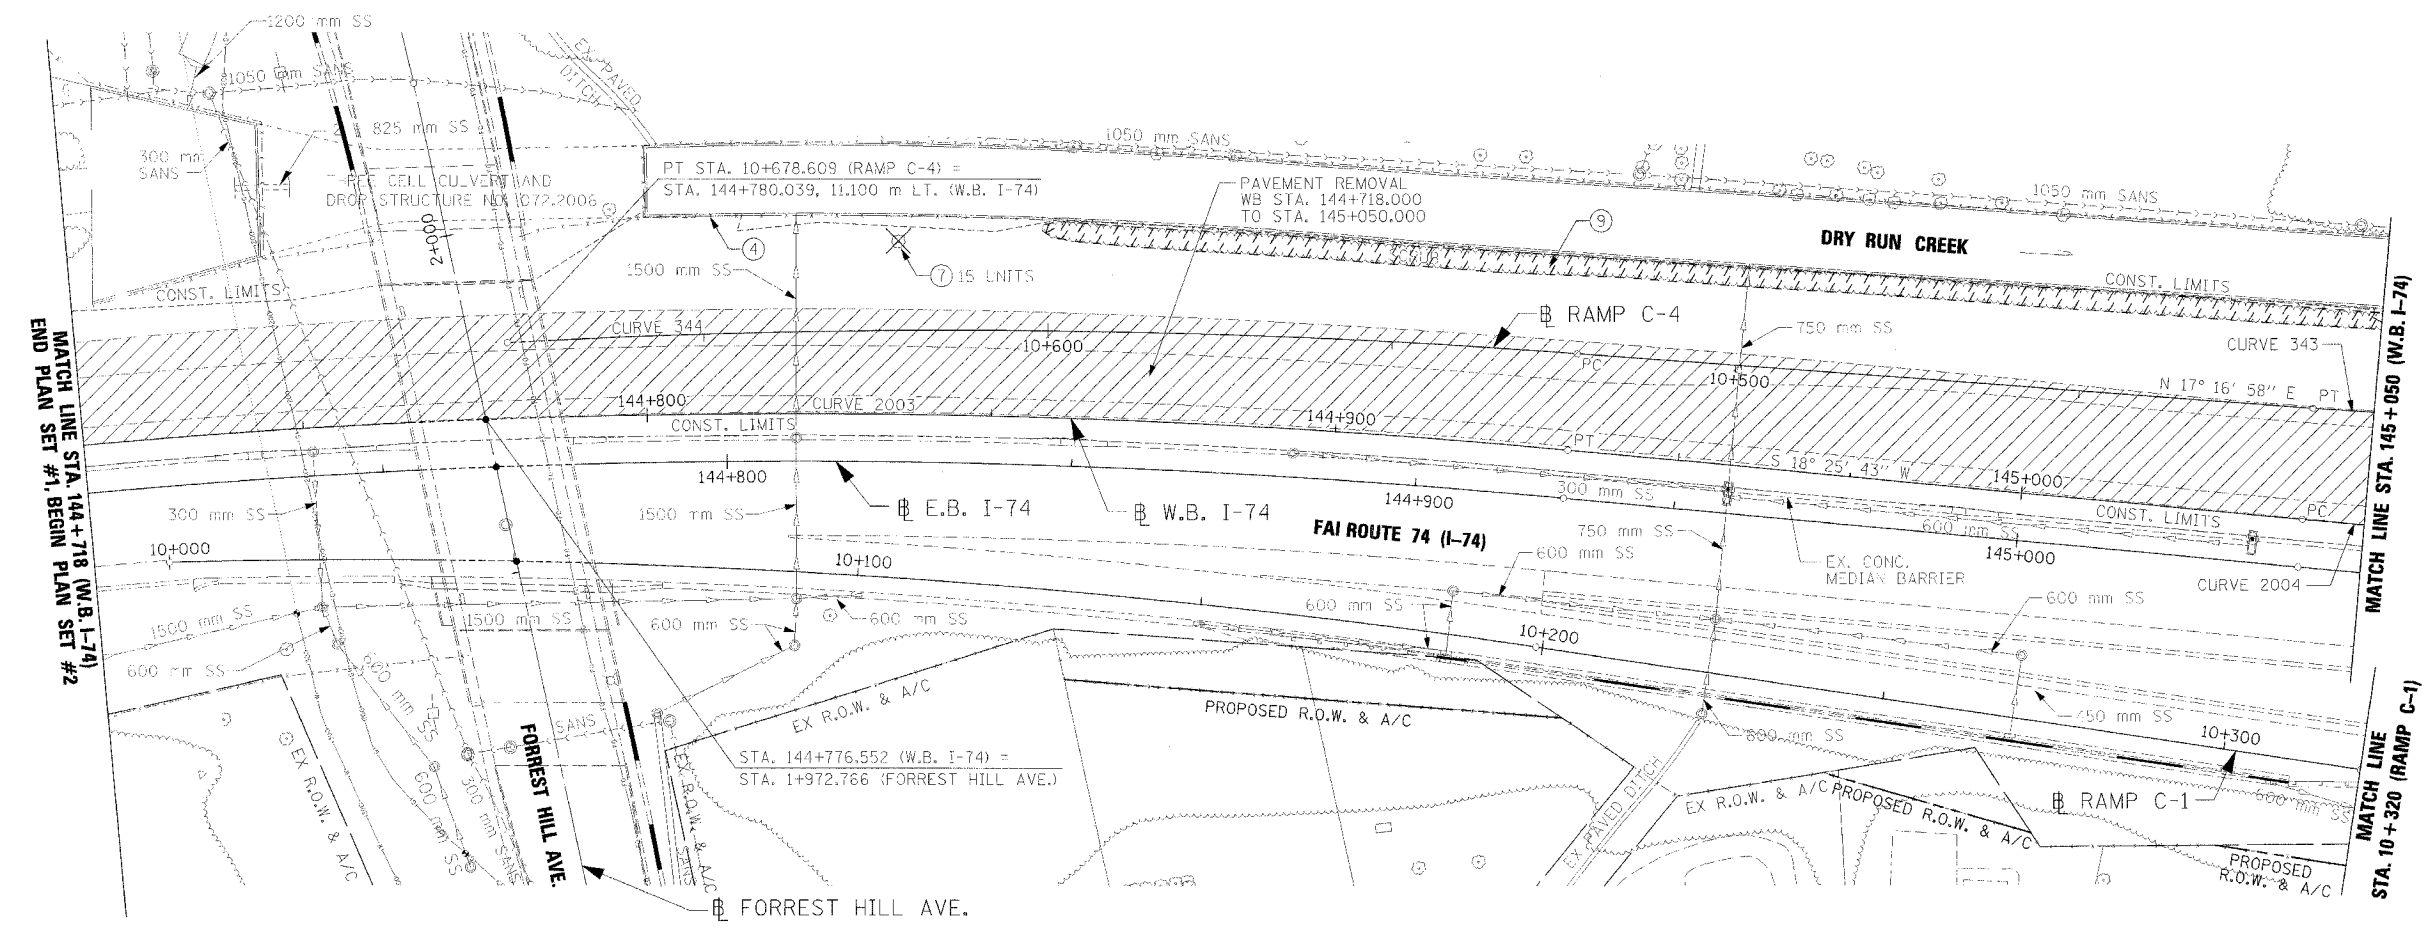 1200 mm SS
1050 mm SANS
EX. PAVED
DITCH
825 mm SS
300 mm
SANS
CELL CULVERT AND
DROP STRUCTURE NO. 072.2006
PT STA. 10+678.609 (RAMP C-4) =
STA. 144+780.039, 11.100 m LT. (W.B. I-74)
1050 mm SANS
PAVEMENT REMOVAL
WB STA. 144+718.000
TO STA. 145+050.000
1050 mm SANS
9
4
7
15 UNITS
DRY RUN CREEK
2+000
CONST. LIMITS
1500 mm SS
CONST. LIMITS
CURVE 344
10+600
℄ RAMP C-4
750 mm SS
CURVE 343
PC
10+500
N 17° 16' 58" E
PT
144+800
CURVE 2003
CONST. LIMITS
144+900
PT
S 18° 25' 43" W
145+000
PC
144+800
144+900
300 mm SS
CONST. LIMITS
600 mm SS
145+000
MATCH LINE STA. 144+718 (W.B. I-74)
END PLAN SET #1, BEGIN PLAN SET #2
MATCH LINE STA. 145+050 (W.B. I-74)
300 mm SS
1500 mm SS
℄ E.B. I-74
℄ W.B. I-74
FAI ROUTE 74 (I-74)
750 mm SS
600 mm SS
EX. CONC.
MEDIAN BARRIER
CURVE 2004
10+000
10+100
600 mm SS
600 mm SS
1500 mm SS
1500 mm SS
600 mm SS
600 mm SS
10+200
600 mm SS
600 mm SS
EX R.O.W. & A/C
PROPOSED R.O.W. & A/C
450 mm SS
10+300
600 mm SS
SANS
FORREST HILL AVE.
STA. 144+776.552 (W.B. I-74) =
STA. 1+972.766 (FORREST HILL AVE.)
EX R.O.W. & A/C
600 mm SS
300 mm SANS
EX R.O.W. & A/C
SANS
EX PAVED DITCH
EX R.O.W. & A/C
PROPOSED R.O.W. & A/C
℄ RAMP C-1
600 mm SS
PROPOSED
R.O.W. & A/C
MATCH LINE
STA. 10+320 (RAMP C-1)
℄ FORREST HILL AVE.